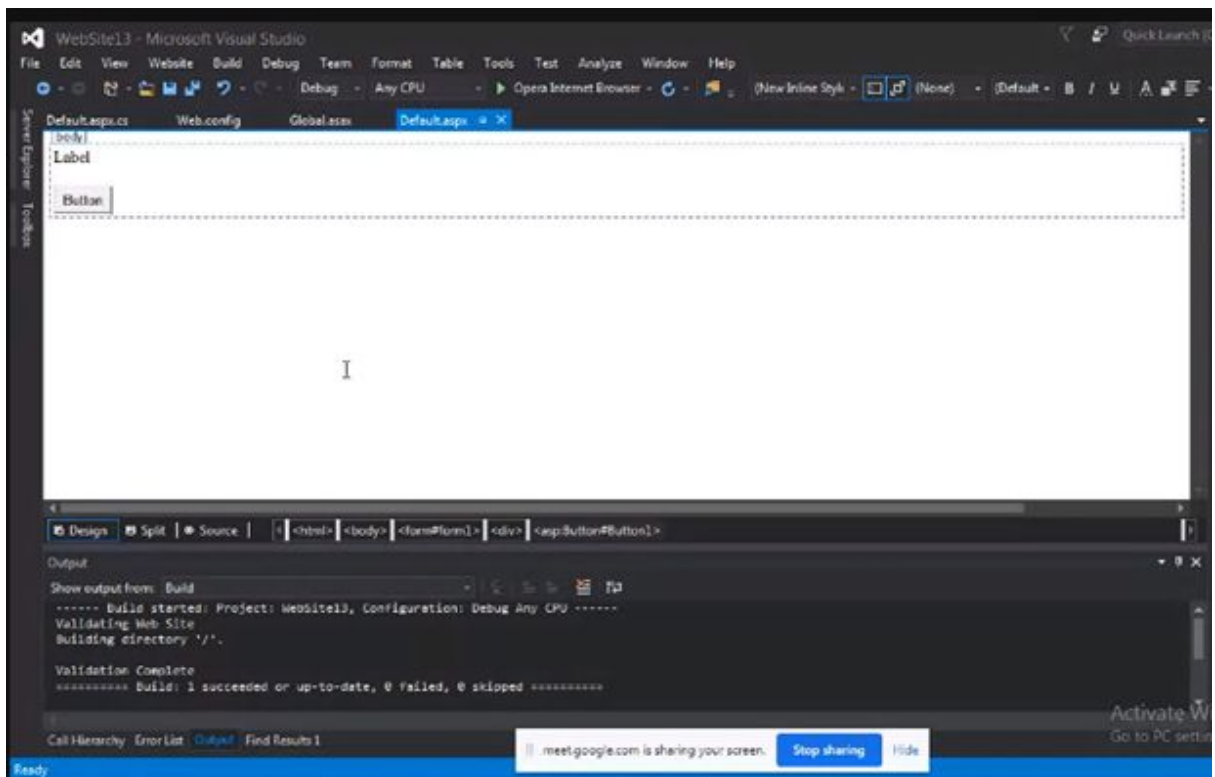 WebSite13 - Microsoft Visual Studio
Quick Launch (C
File Edit View Website Build Debug Team Format Table Tools Test Analyze Window Help
Debug Any CPU Opera Internet Browser (New Inline Style (None) (Default B I U A
Server Explorer
Toolbox
Default.aspx.cs Web.config Global.asax Default.aspx
body
Label
Button
Design Split Source <html> <body> <form#form1> <div> <asp:Button#Button1>
Output
Show output from: Build
------ Build started: Project: WebSite13, Configuration: Debug Any CPU ------
Validating Web Site
Building directory '/'.
Validation Complete
========== Build: 1 succeeded or up-to-date, 0 failed, 0 skipped ==========
Activate W
Go to PC settin
Call Hierarchy Error List Output Find Results 1
meet.google.com is sharing your screen. Stop sharing Hide
Ready